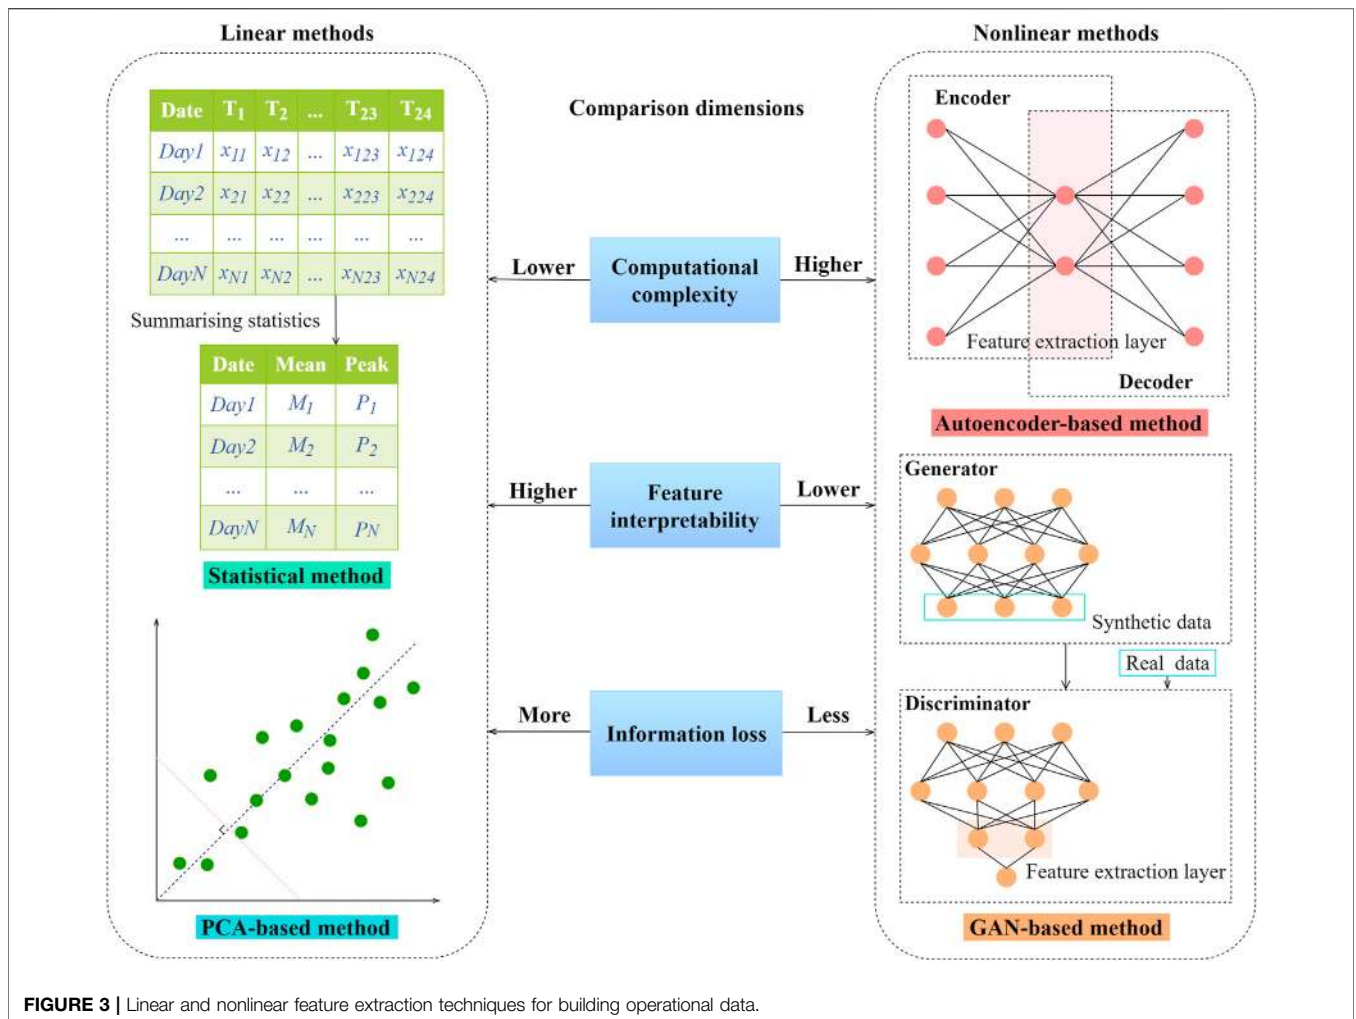 Linear methods
Nonlinear methods
Comparison dimensions
Date T1 T2 ... T23 T24
Day1 x11 x12 ... x123 x124
Day2 x21 x22 ... x223 x224
... ... ... ... ... ...
DayN xN1 xN2 ... xN23 xN24
Summarising statistics
Date Mean Peak
Day1 M1 P1
Day2 M2 P2
... ... ...
DayN MN PN
Statistical method
PCA-based method
Lower
Computational
complexity
Higher
Higher
Feature
interpretability
Lower
More
Information loss
Less
Encoder
Feature extraction layer
Decoder
Autoencoder-based method
Generator
Synthetic data
Real data
Discriminator
Feature extraction layer
GAN-based method
FIGURE 3 | Linear and nonlinear feature extraction techniques for building operational data.